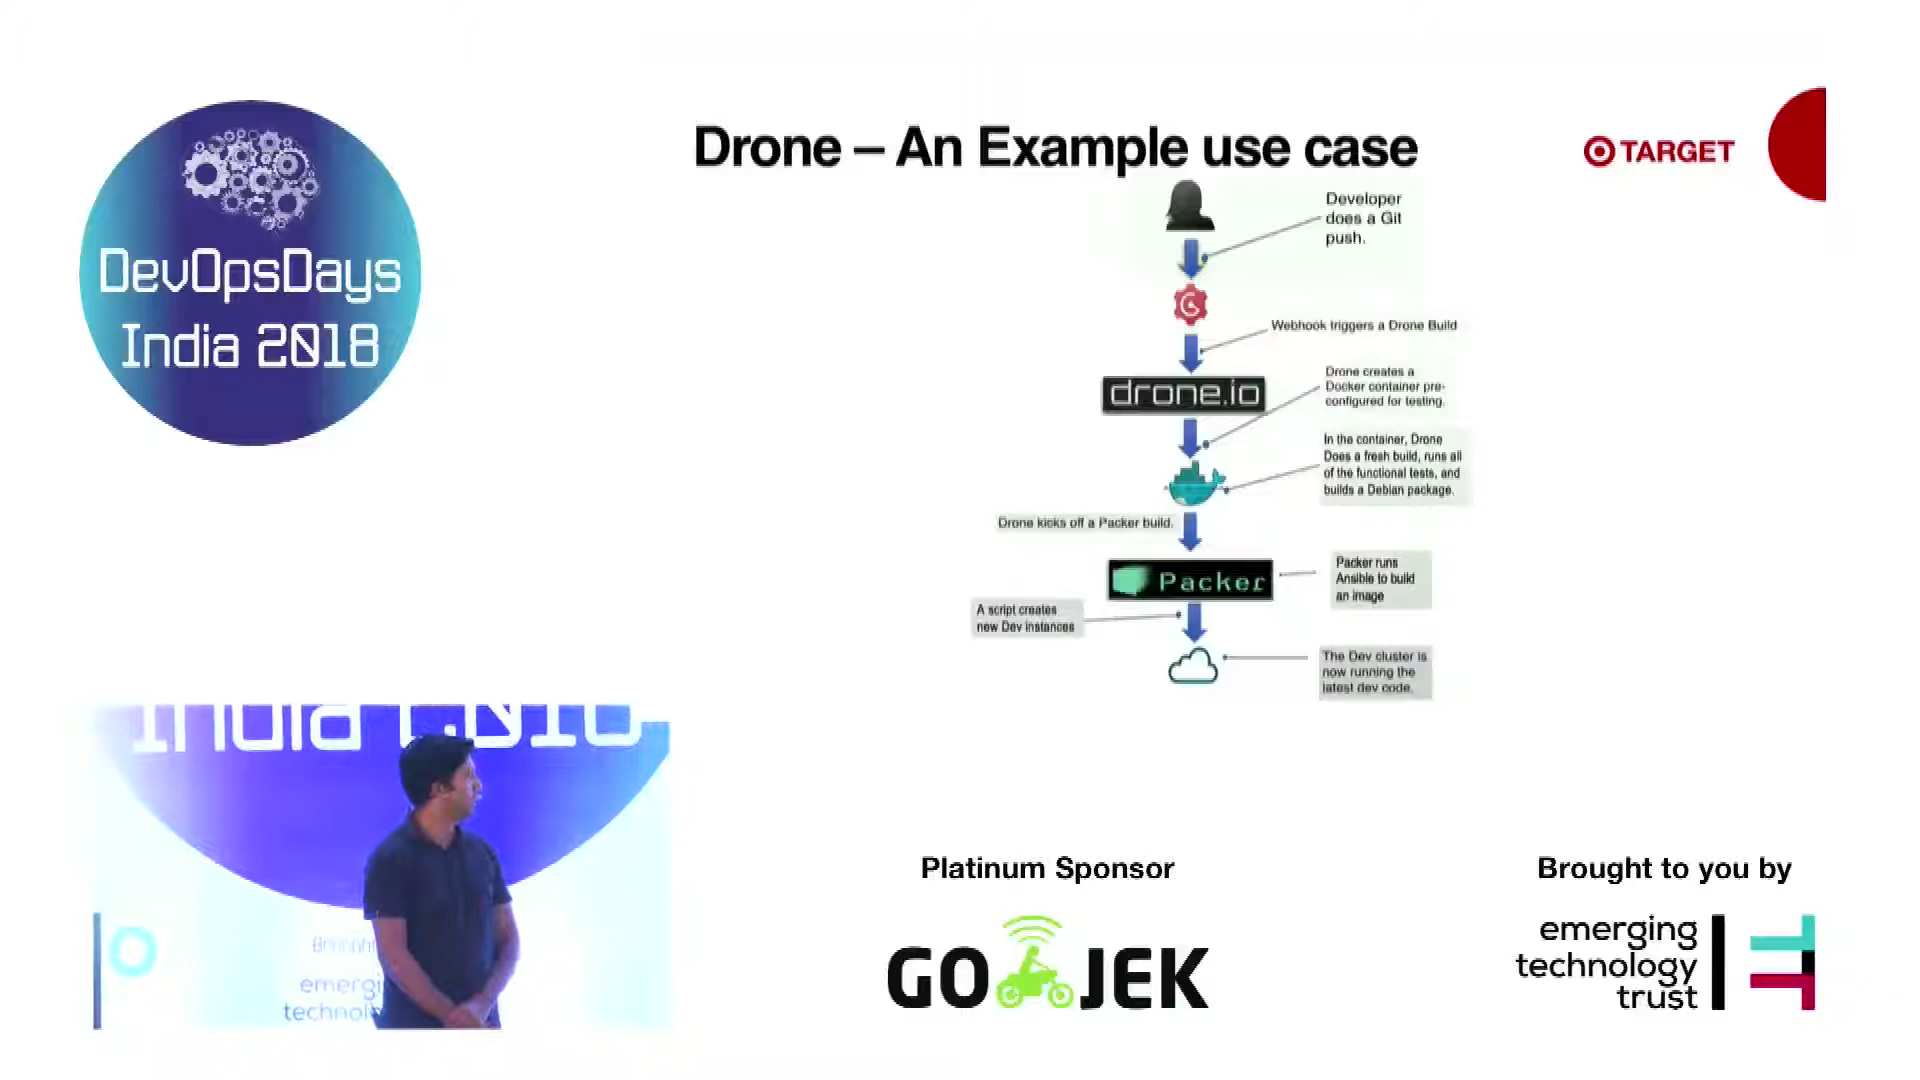 DevOpsDays
India 2018
Drone – An Example use case
TARGET
Developer
does a Git
push.
Webhook triggers a Drone Build
drone.io
Drone creates a
Docker container pre-
configured for testing.
In the container, Drone
Does a fresh build, runs all
of the functional tests, and
builds a Debian package.
Drone kicks off a Packer build.
Packer
Packer runs
Ansible to build
an image
A script creates
new Dev instances
The Dev cluster is
now running the
latest dev code.
India 2018
emergi
technolo
Platinum Sponsor
GO JEK
Brought to you by
emerging
technology
trust